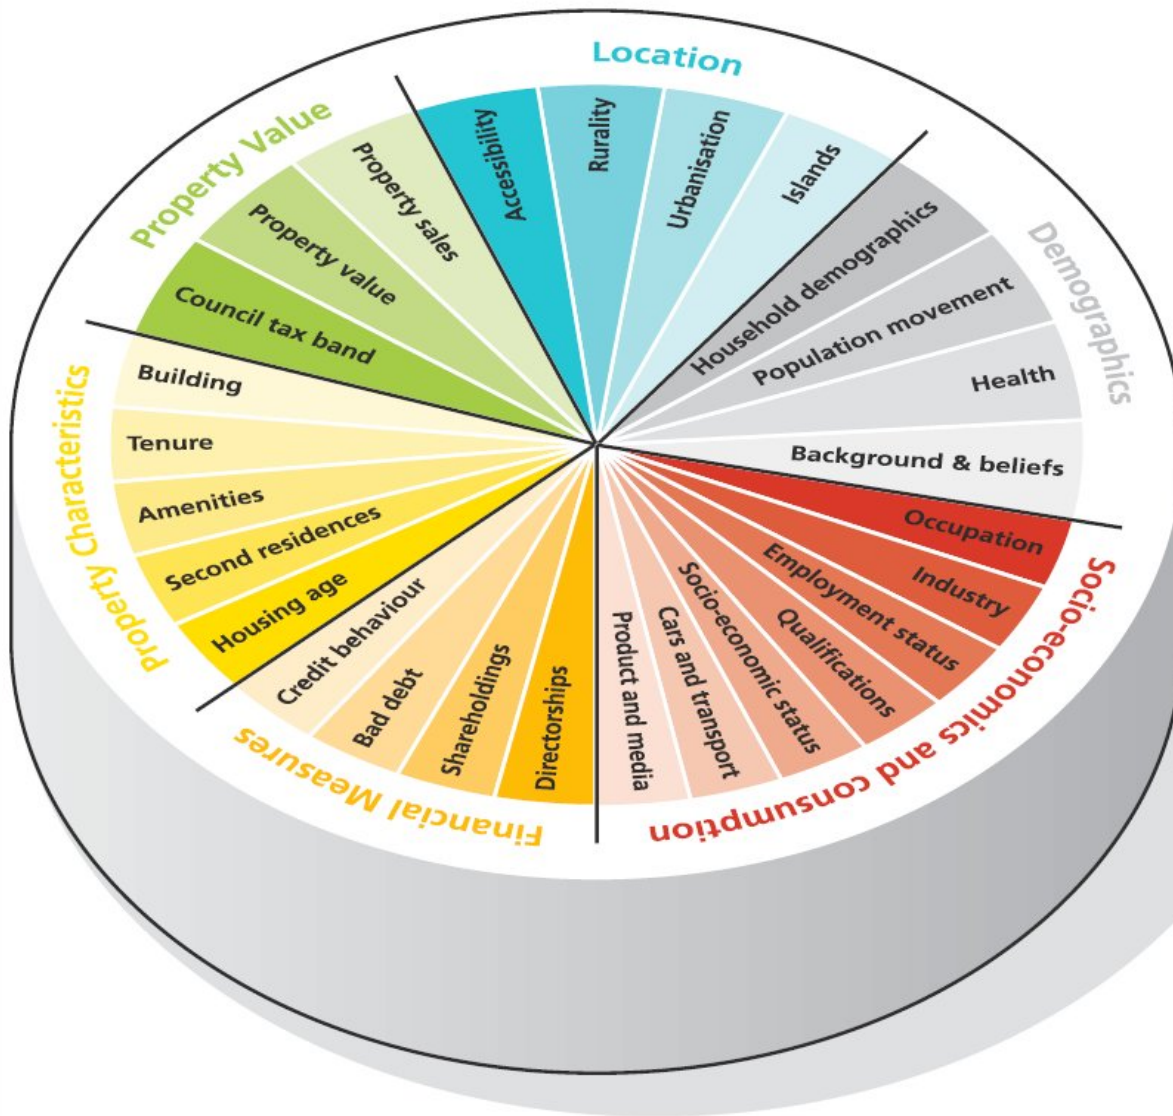 Location
Accessibility
Rurality
Urbanisation
Islands
Demographics
Household demographics
Population movement
Health
Background & beliefs
Socio-economics and consumption
Occupation
Industry
Employment status
Qualifications
Socio-economic status
Cars and transport
Product and media
Financial Measures
Directorships
Shareholdings
Bad debt
Credit behaviour
Property Characteristics
Housing age
Second residences
Amenities
Tenure
Building
Property Value
Council tax band
Property value
Property sales